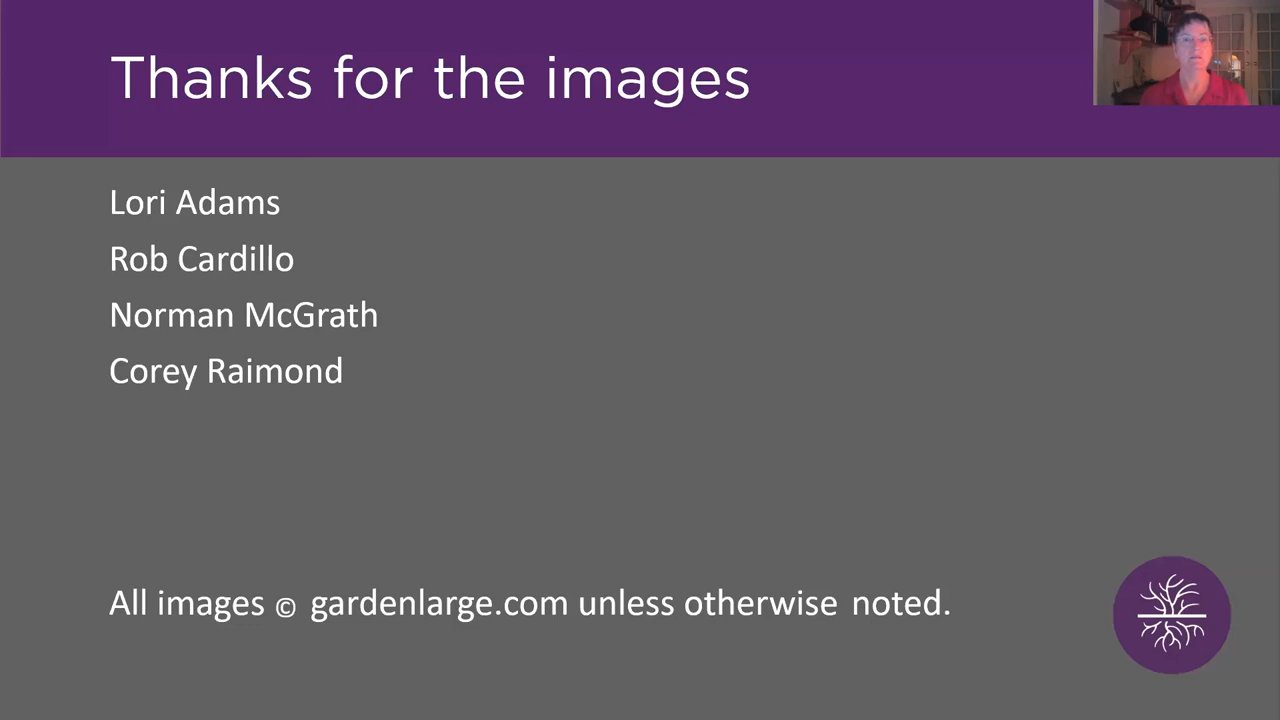 Thanks for the images
Lori Adams
Rob Cardillo
Norman McGrath
Corey Raimond
All images © gardenlarge.com unless otherwise noted.